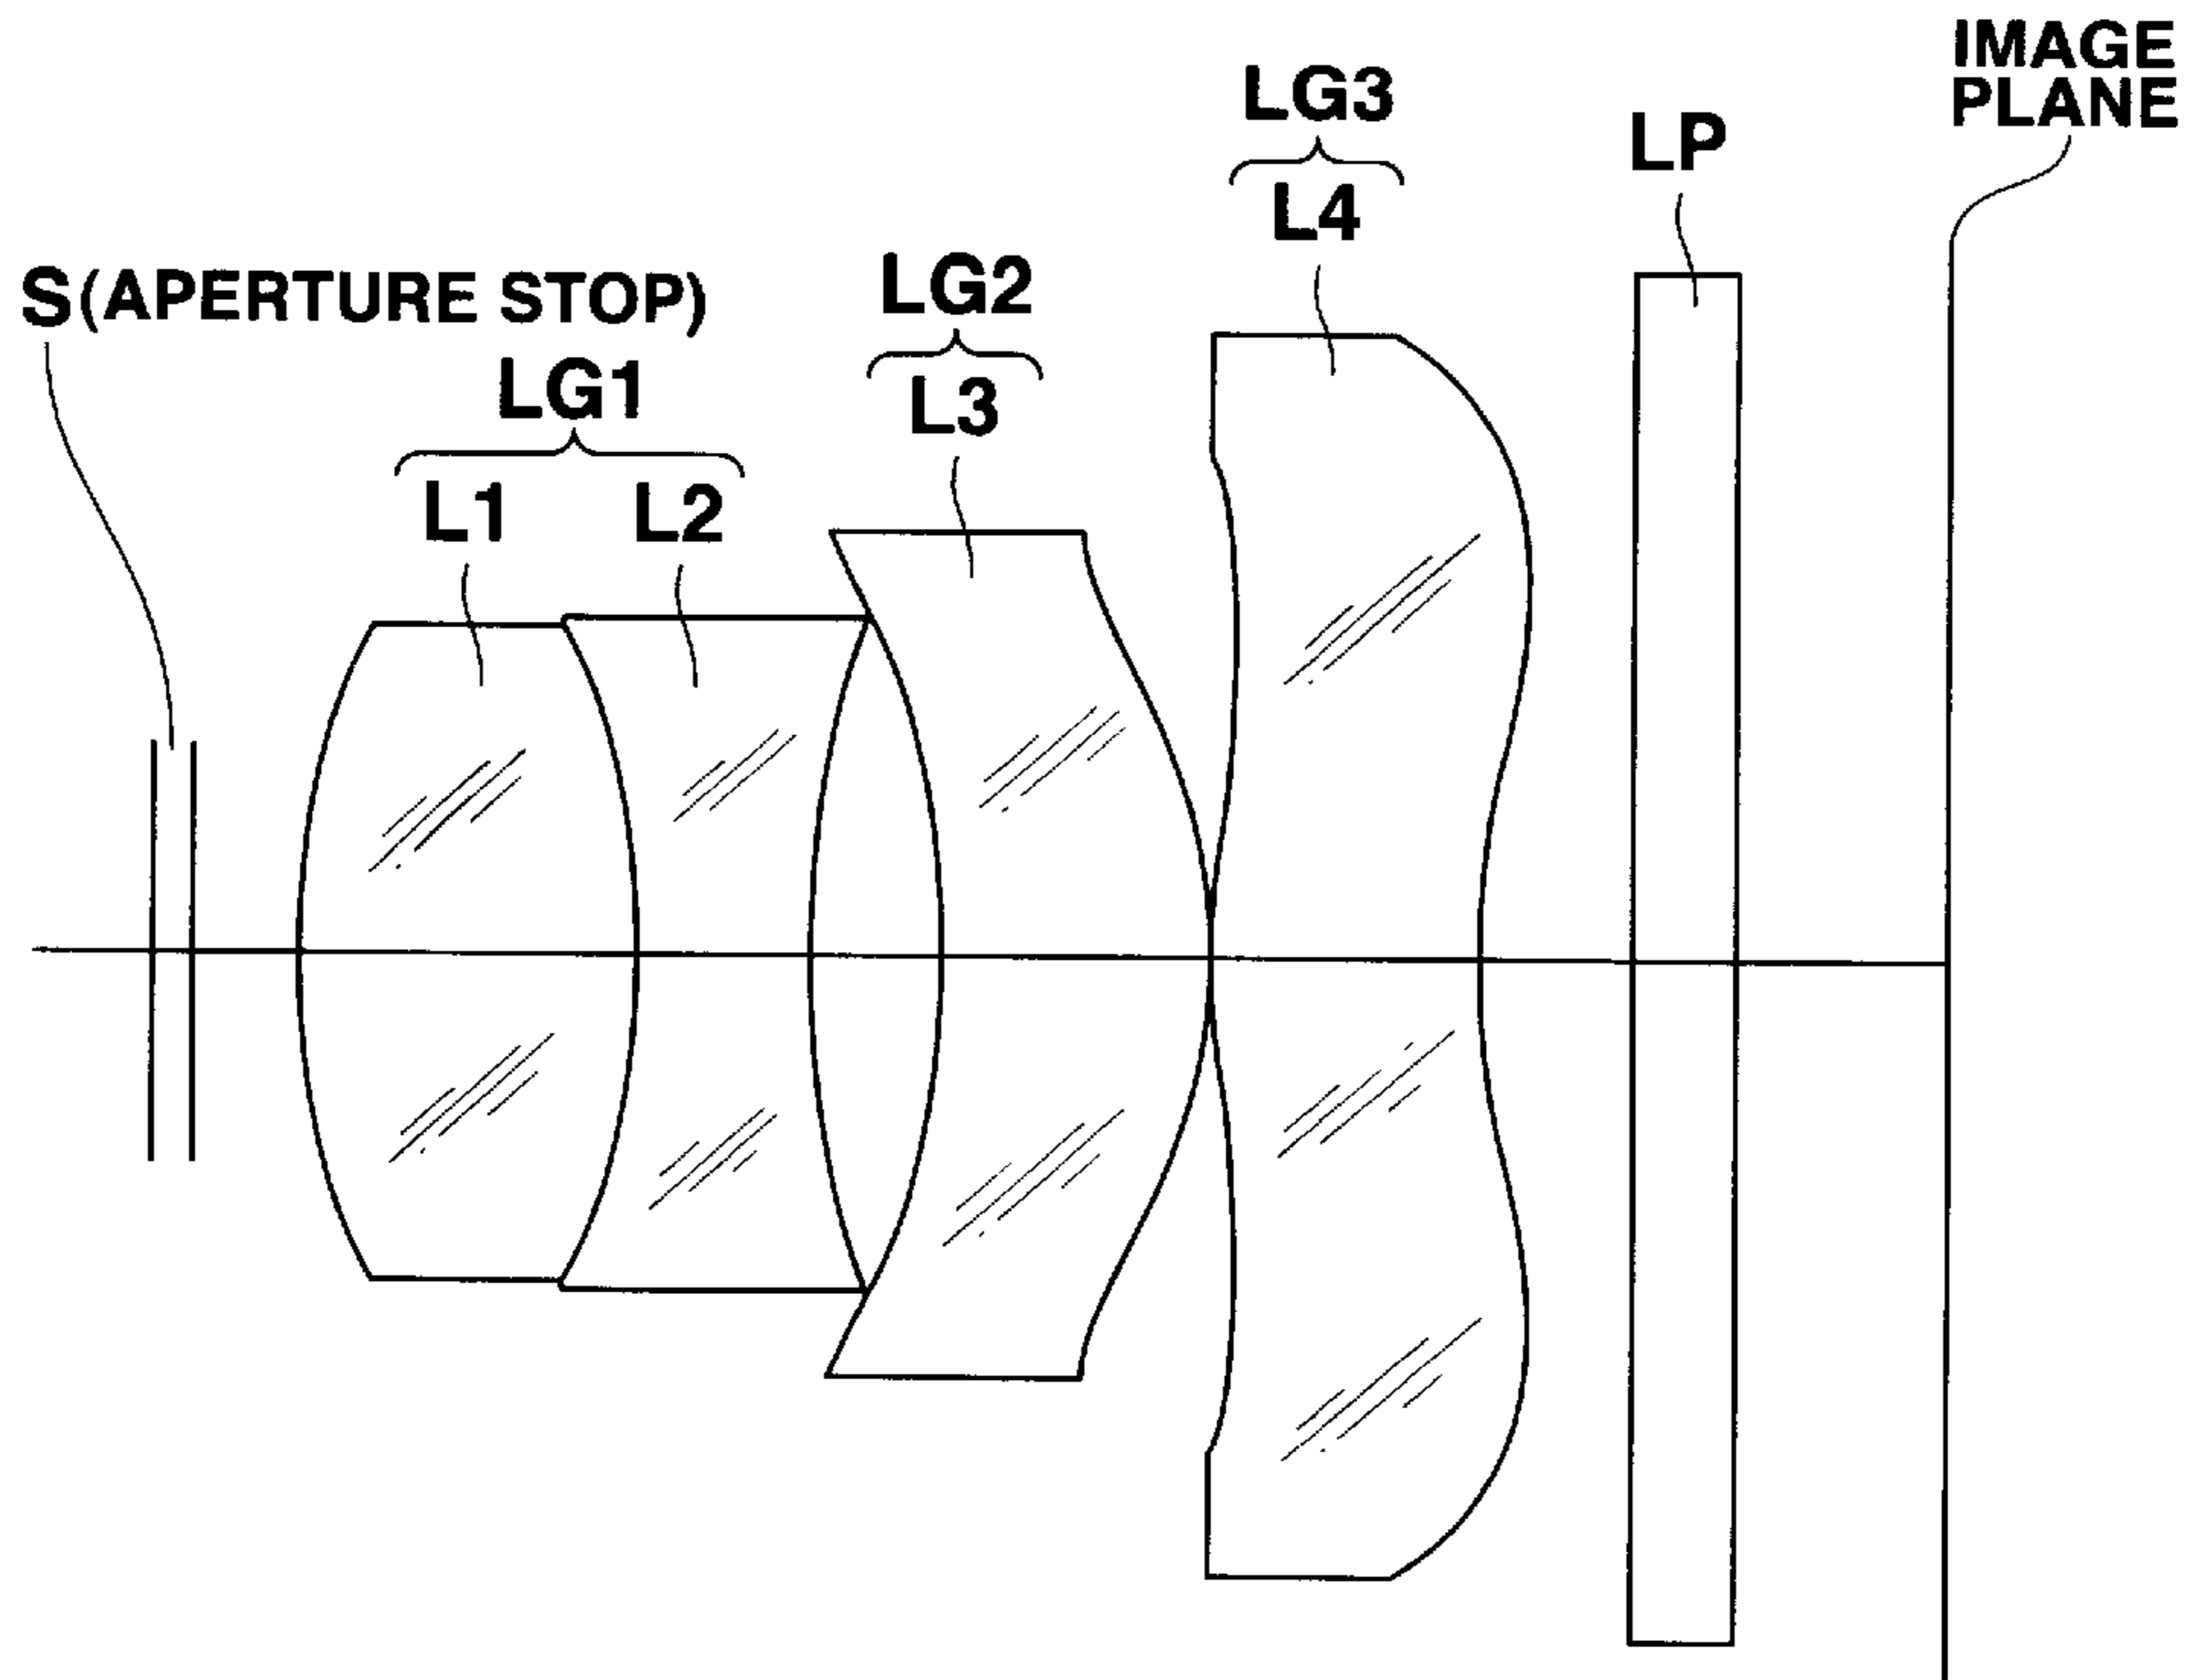 IMAGE
PLANE
LG3
L4
LP
LG2
L3
S(APERTURE STOP)
LG1
L1 L2